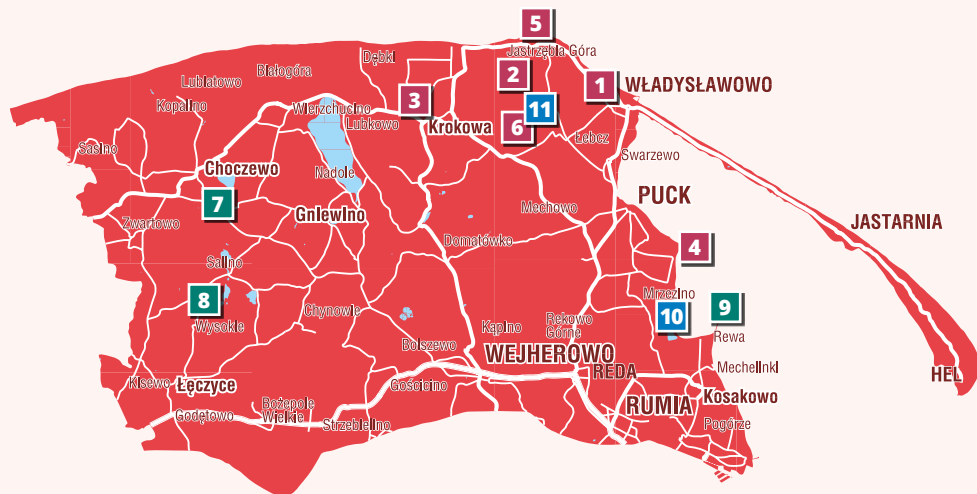 5
Jastrzębia Góra
Dębki
Białogóra
2
Lubiatowo
1
WŁADYSŁAWOWO
Kopalino
3
Wierzchucino
11
Lubkowo
Krokowa
6
Łebcz
Sasino
Swarzewo
Choczewo
Nadole
PUCK
7
Mechowo
Gniewino
Zwartowo
JASTARNIA
Domatówko
4
Salino
Mrzezino
8
Chynowie
9
10
Wysokie
Kąpino
Rekowo
Górne
Rewa
Bolszewo
WEJHEROWO
Mechelinki
REDA
HEL
Kisewo
Łęczyce
Gościcino
Kosakowo
Bożepole
Wielkie
RUMIA
Godętowo
Strzebielino
Pogórze